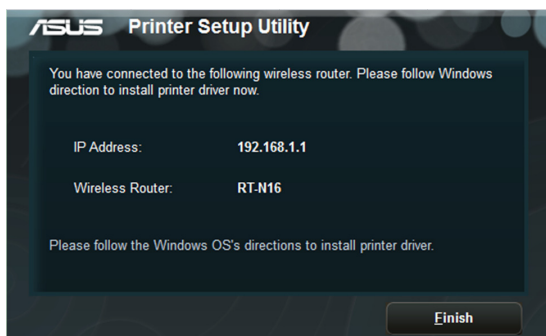 ASUS Printer Setup Utility
You have connected to the following wireless router. Please follow Windows
direction to install printer driver now.
IP Address: 192.168.1.1
Wireless Router: RT-N16
Please follow the Windows OS's directions to install printer driver.
Finish